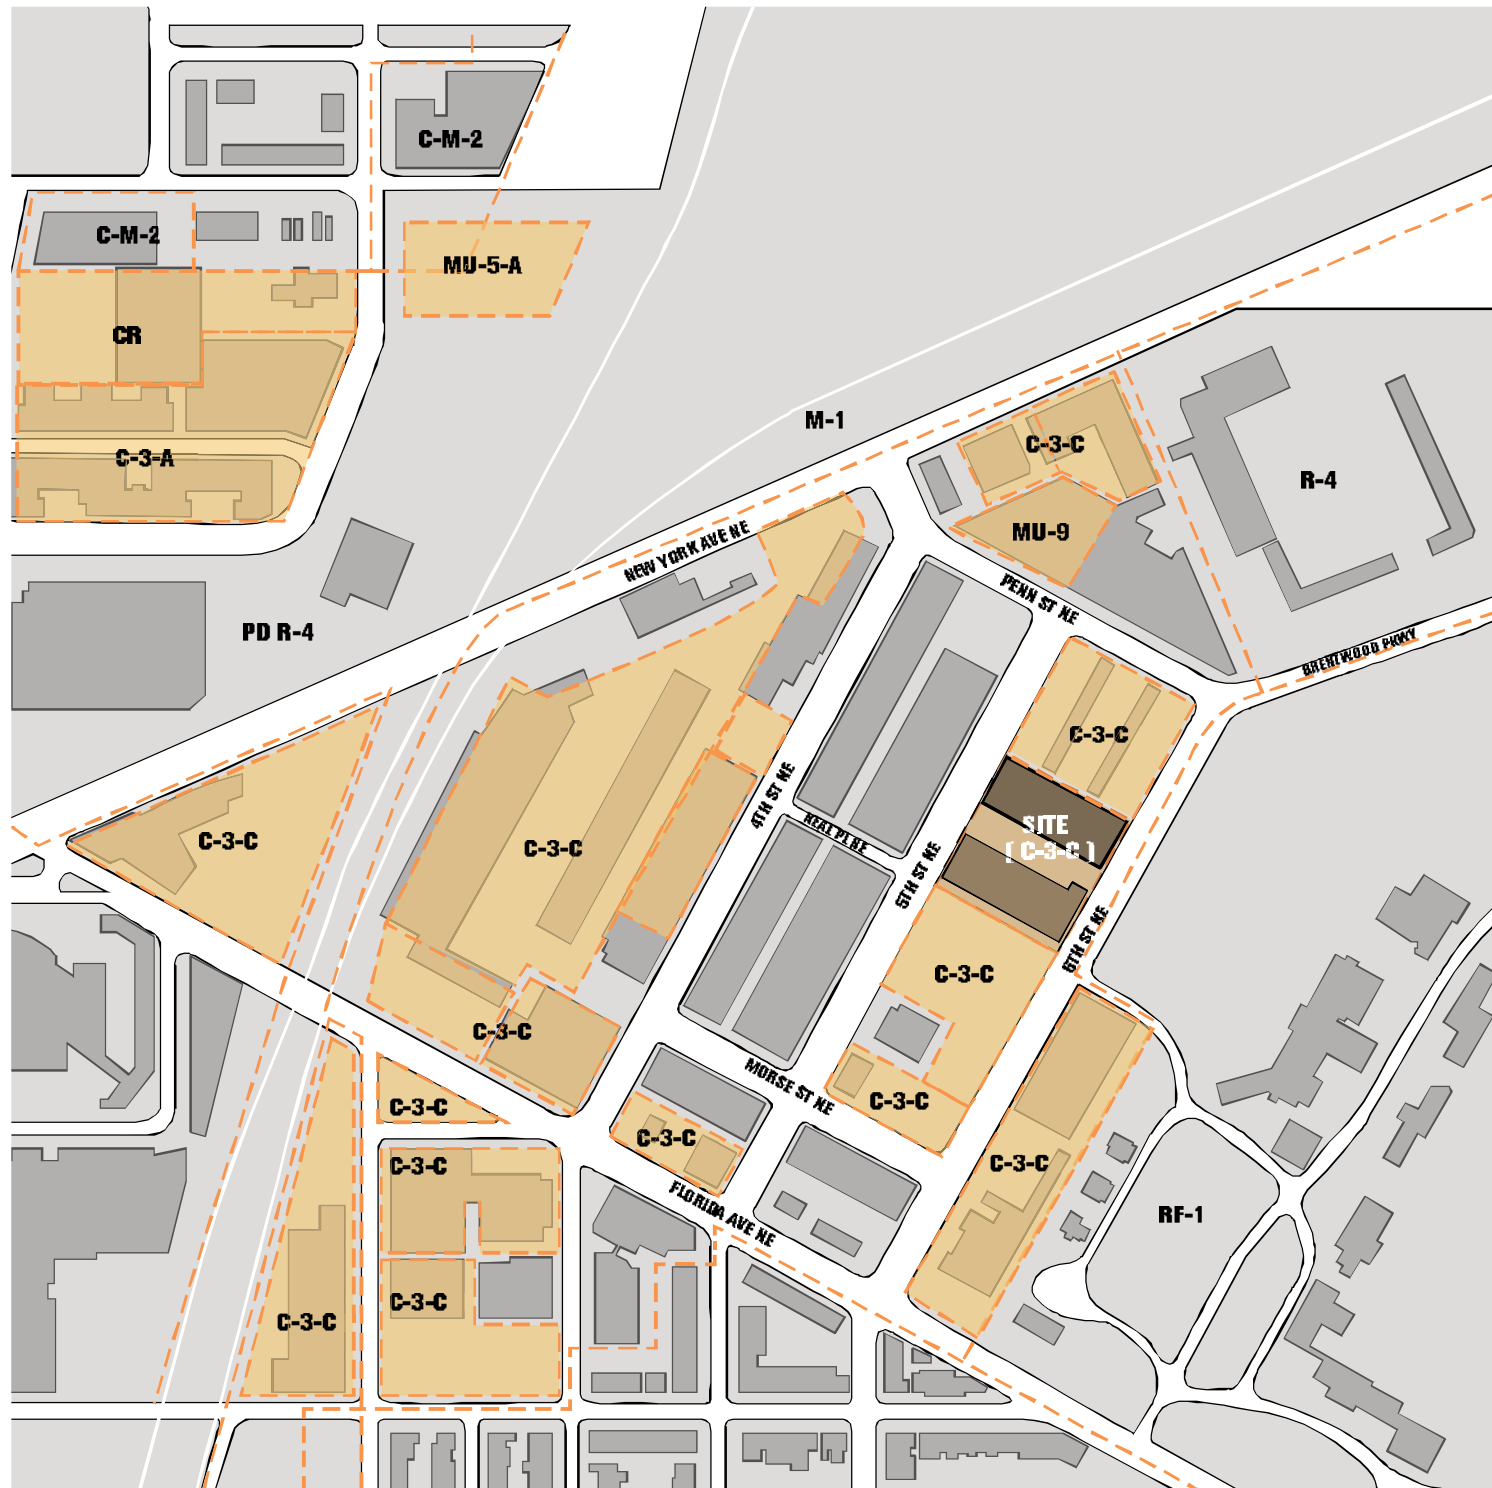 C-M-2
C-M-2
MU-5-A
CR
C-3-A
M-1
C-3-C
R-4
MU-9
NEW YORK AVE NE
PENN ST NE
PD R-4
BRENTWOOD PKWY
C-3-C
4TH ST NE
NEAL PL NE
SITE
( C-3-C )
C-3-C
C-3-C
5TH ST NE
6TH ST NE
C-3-C
C-3-C
MORSE ST NE
C-3-C
C-3-C
C-3-C
C-3-C
C-3-C
FLORIDA AVE NE
RF-1
C-3-C
C-3-C